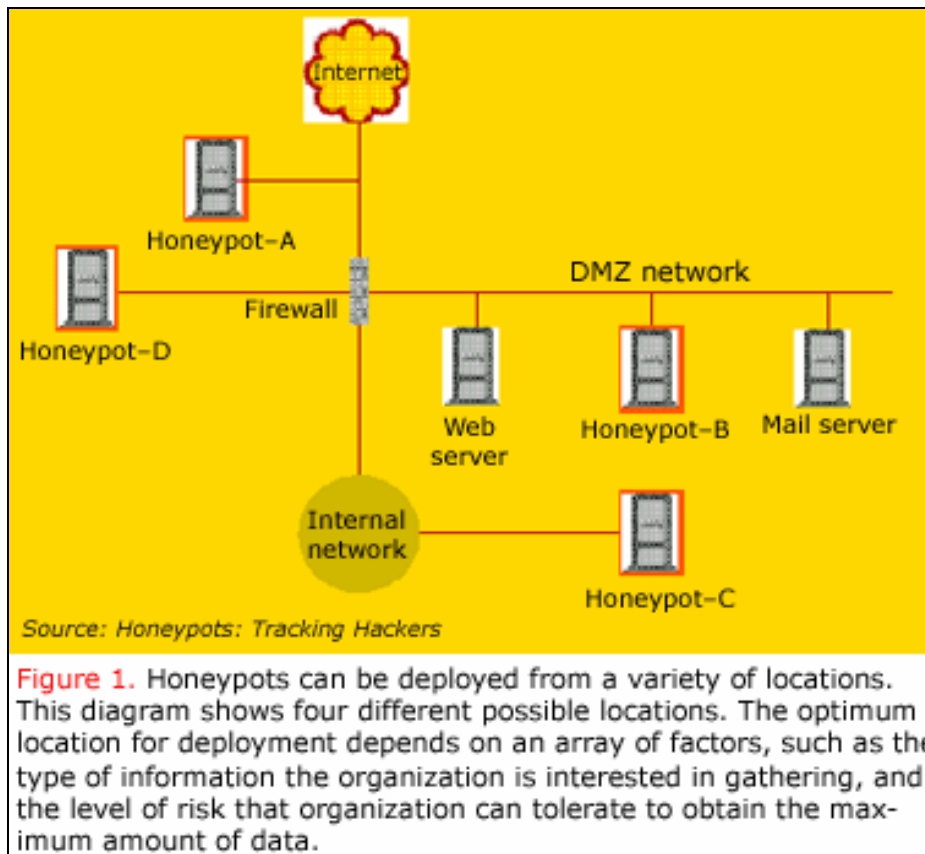 Internet
Honeypot–A
DMZ network
Firewall
Honeypot–D
Web
server
Honeypot–B
Mail server
Internal
network
Honeypot–C
Source: Honeypots: Tracking Hackers
Figure 1. Honeypots can be deployed from a variety of locations.
This diagram shows four different possible locations. The optimum
location for deployment depends on an array of factors, such as the
type of information the organization is interested in gathering, and
the level of risk that organization can tolerate to obtain the max-
imum amount of data.